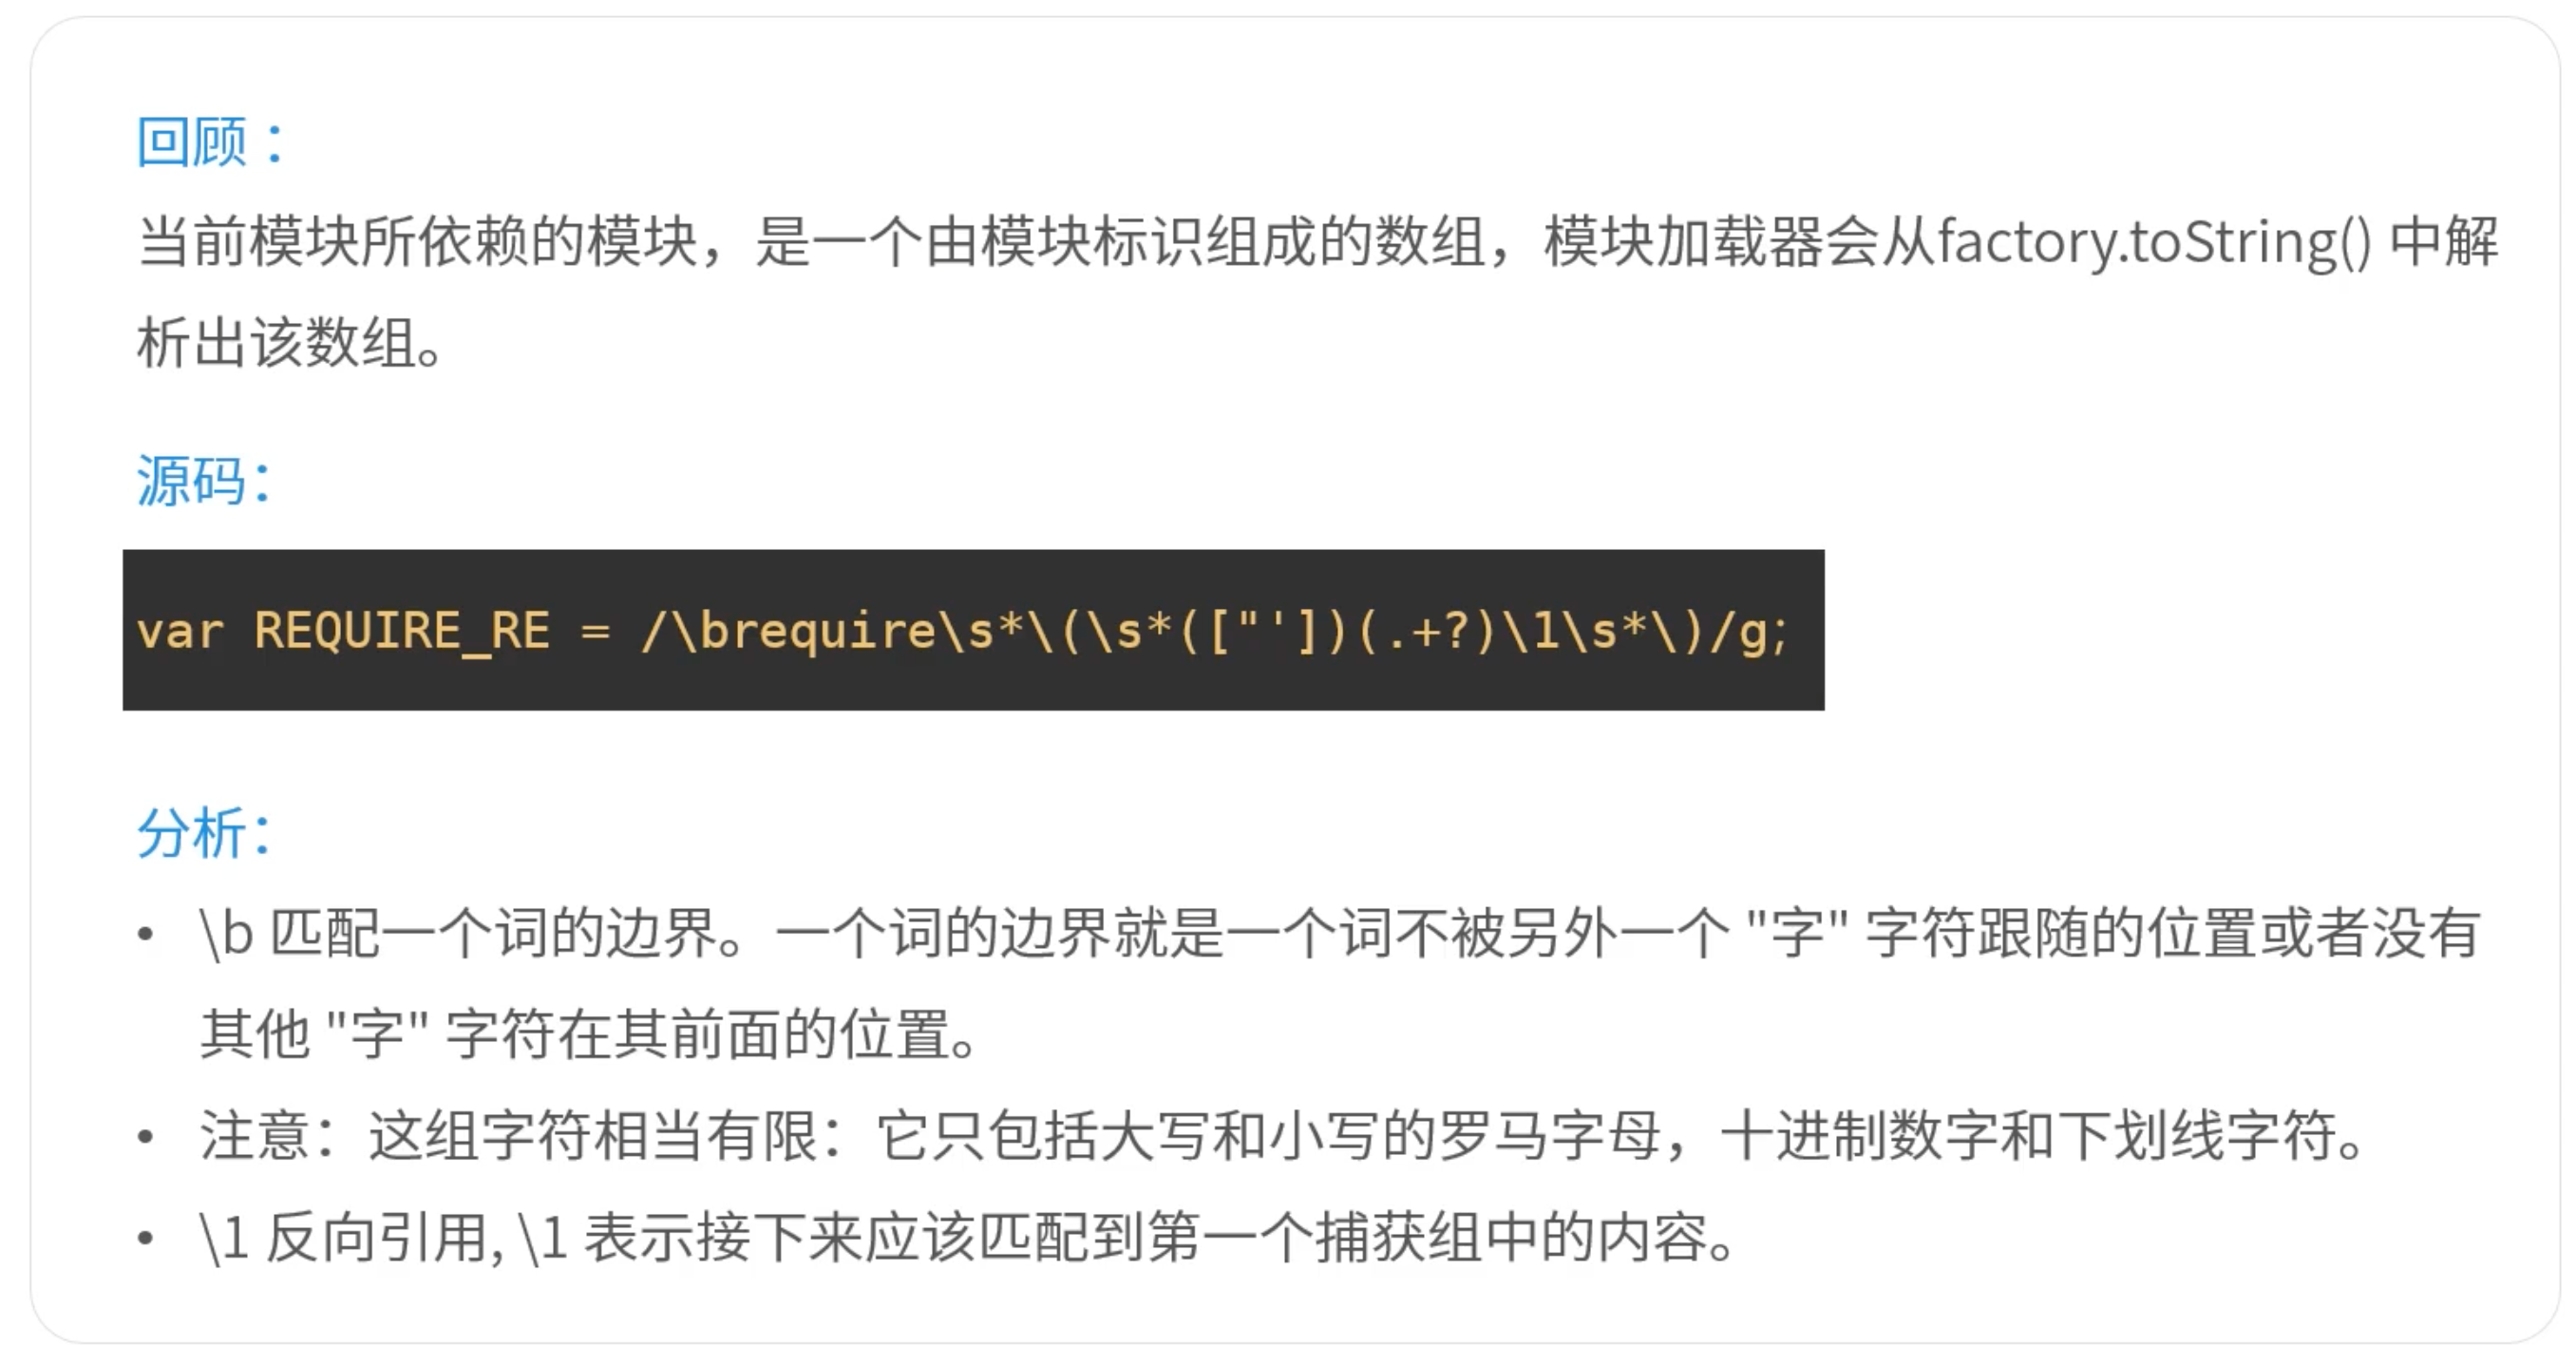 回顾：
当前模块所依赖的模块，是一个由模块标识组成的数组，模块加载器会从factory.toString() 中解
析出该数组。
源码：
var REQUIRE_RE = /\brequire\s*\(\s*(["'])(.+?)\1\s*\)/g;
分析：
• \b 匹配一个词的边界。一个词的边界就是一个词不被另外一个 "字" 字符跟随的位置或者没有
其他 "字" 字符在其前面的位置。
• 注意：这组字符相当有限：它只包括大写和小写的罗马字母，十进制数字和下划线字符。
• \1 反向引用, \1 表示接下来应该匹配到第一个捕获组中的内容。